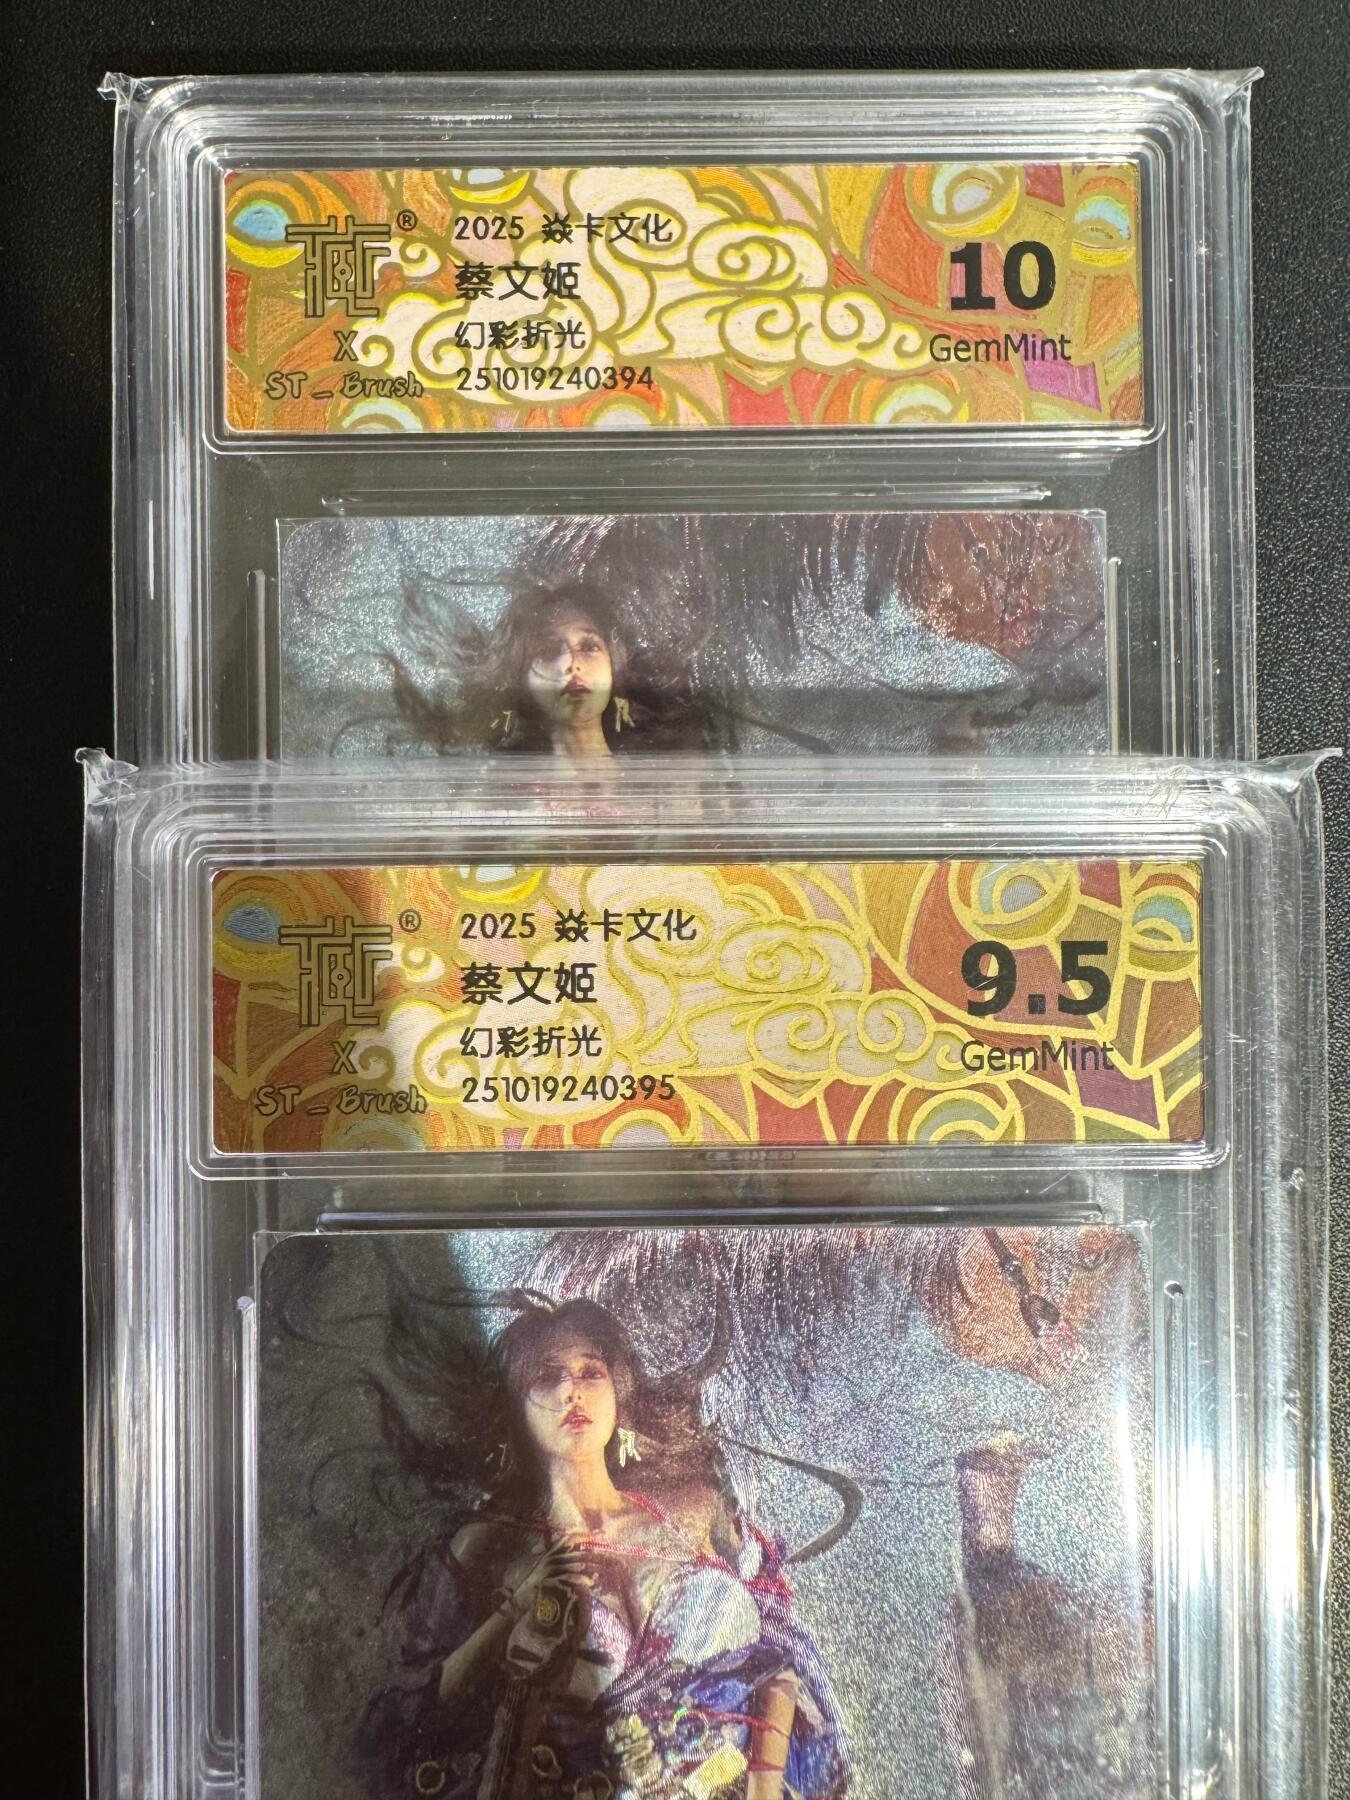 ®
2025 焱卡文化
蔡文姬
幻彩折光
251019240394
X
ST_Brush
10
GemMint
®
2025 焱卡文化
蔡文姬
幻彩折光
251019240395
X
ST_Brush
9.5
GemMint